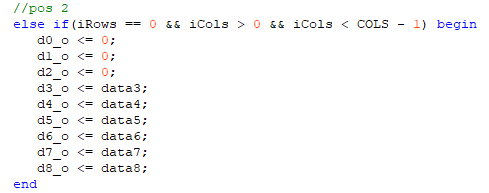 //pos 2
else if(iRows == 0 && iCols > 0 && iCols < COLS - 1) begin
d0_o <= 0;
d1_o <= 0;
d2_o <= 0;
d3_o <= data3;
d4_o <= data4;
d5_o <= data5;
d6_o <= data6;
d7_o <= data7;
d8_o <= data8;
end